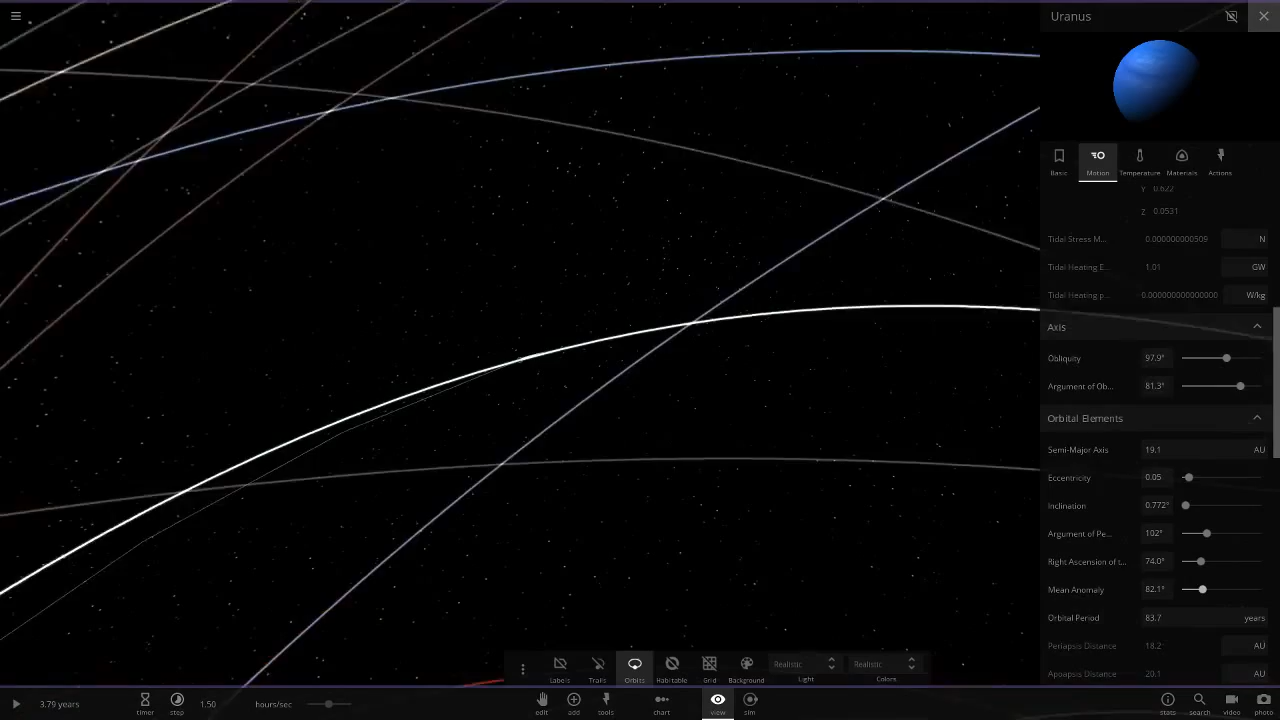 Uranus
Basic Motion Temperature Materials Actions
Y 0.622
Z 0.0531
Tidal Stress M... 0.000000000509 N
Tidal Heating E... 1.01 GW
Tidal Heating p... 0.00000000000000 W/kg
Axis
Obliquity 97.9°
Argument of Ob... 81.3°
Orbital Elements
Semi-Major Axis 19.1 AU
Eccentricity 0.05
Inclination 0.772°
Argument of Pe... 102°
Right Ascension of t... 74.0°
Mean Anomaly 82.1°
Orbital Period 83.7 years
Periapsis Distance 18.2 AU
Apoapsis Distance 20.1 AU
Realistic Realistic
Labels Trails Orbits Habitable Grid Background Light Colors
3.79 years 1.50 hours/sec
timer step edit add tools chart view sim stats search video photo